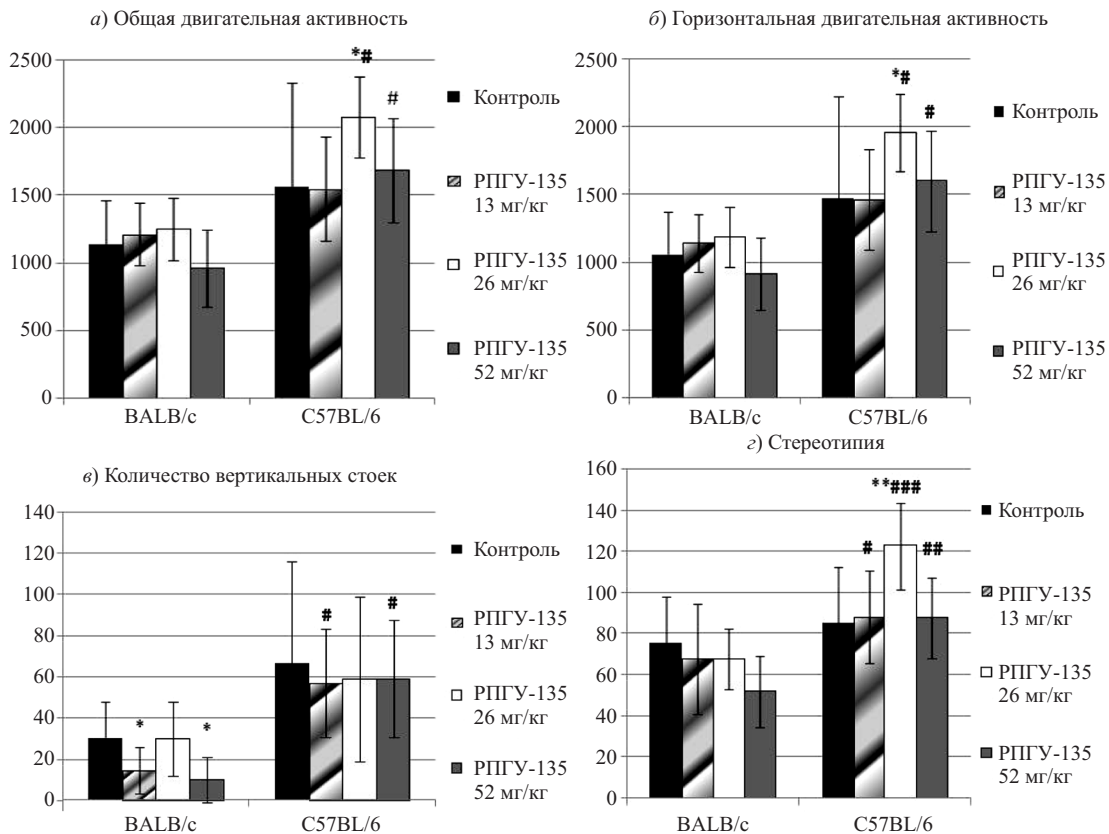 а) Общая двигательная активность
2500
2000
1500
1000
500
0
*#
#
BALB/c
C57BL/6
Контроль
РПГУ-135
13 мг/кг
РПГУ-135
26 мг/кг
РПГУ-135
52 мг/кг
б) Горизонтальная двигательная активность
2500
2000
1500
1000
500
0
*#
#
BALB/c
C57BL/6
Контроль
РПГУ-135
13 мг/кг
РПГУ-135
26 мг/кг
РПГУ-135
52 мг/кг
в) Количество вертикальных стоек
140
120
100
80
60
40
20
0
*
*
#
#
BALB/c
C57BL/6
Контроль
РПГУ-135
13 мг/кг
РПГУ-135
26 мг/кг
РПГУ-135
52 мг/кг
г) Стереотипия
160
140
120
100
80
60
40
20
0
#
**###
##
BALB/c
C57BL/6
Контроль
РПГУ-135
13 мг/кг
РПГУ-135
26 мг/кг
РПГУ-135
52 мг/кг